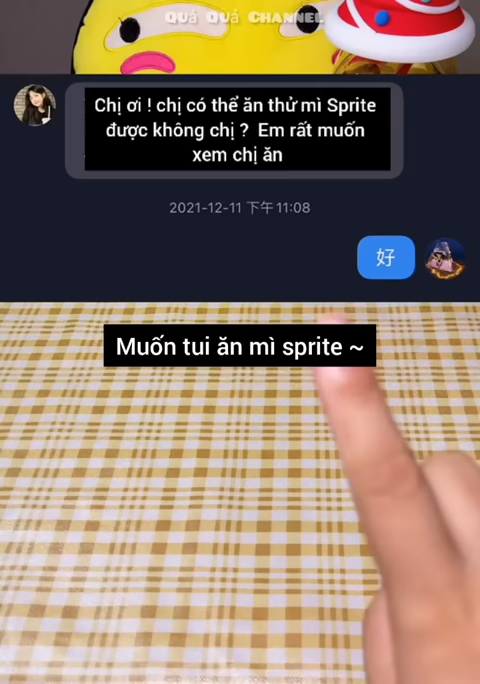 Quả Quả Channel
Chị ơi ! chị có thể ăn thử mì Sprite
được không chị ? Em rất muốn
xem chị ăn
2021-12-11 下午 11:08
好
Muốn tui ăn mì sprite ~